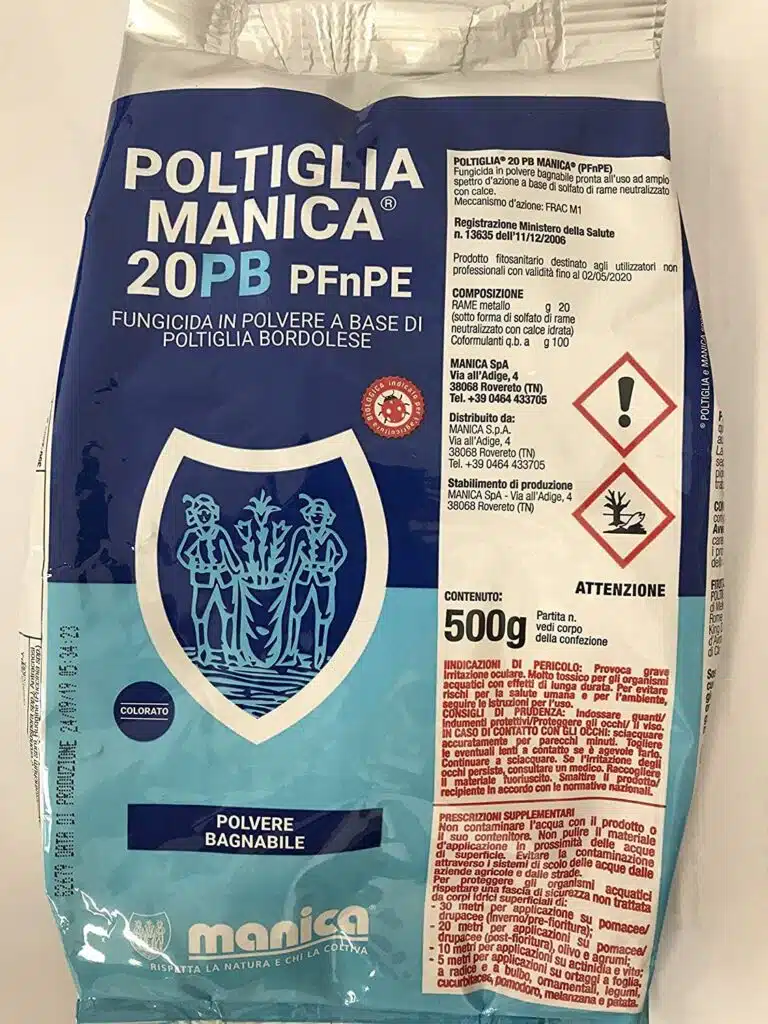 POLTIGLIA
MANICA®
20PB PFnPE
FUNGICIDA IN POLVERE A BASE DI
POLTIGLIA BORDOLESE
BIOLOGICA indicato per l'agricoltura
COLORATO
POLVERE
BAGNABILE
manica®
RISPETTA LA NATURA E CHI LA COLTIVA
DATA DI PRODUZIONE 24/09/19 05:34:23
POLTIGLIA® 20 PB MANICA® (PFnPE)
Fungicida in polvere bagnabile pronta all'uso ad ampio
spettro d'azione a base di solfato di rame neutralizzato
con calce.
Meccanismo d'azione: FRAC M1
Registrazione Ministero della Salute
n. 13635 dell'11/12/2006
Prodotto fitosanitario destinato agli utilizzatori non
professionali con validità fino al 02/05/2020
COMPOSIZIONE
RAME metallo g 20
(sotto forma di solfato di rame
neutralizzato con calce idrata)
Coformulanti q.b. a g 100
MANICA SpA
Via all'Adige, 4
38068 Rovereto (TN)
Tel. +39 0464 433705
Distribuito da:
MANICA S.p.A.
Via all'Adige, 4
38068 Rovereto (TN)
Tel. +39 0464 433705
Stabilimento di produzione
MANICA SpA - Via all'Adige, 4
38068 Rovereto (TN)
ATTENZIONE
CONTENUTO:
500g
Partita n.
vedi corpo
della confezione
INDICAZIONI DI PERICOLO: Provoca grave
irritazione oculare. Molto tossico per gli organismi
acquatici con effetti di lunga durata. Per evitare
rischi per la salute umana e per l'ambiente,
seguire le istruzioni per l'uso.
CONSIGLI DI PRUDENZA: Indossare guanti/
indumenti protettivi/Proteggere gli occhi/ il viso.
IN CASO DI CONTATTO CON GLI OCCHI: sciacquare
accuratamente per parecchi minuti. Togliere
le eventuali lenti a contatto se è agevole farlo.
Continuare a sciacquare. Se l'irritazione degli
occhi persiste, consultare un medico. Raccogliere
il materiale fuoriuscito. Smaltire il prodotto/
recipiente in accordo con le normative nazionali.
PRESCRIZIONI SUPPLEMENTARI
Non contaminare l'acqua con il prodotto o
il suo contenitore. Non pulire il materiale
d'applicazione in prossimità delle acque
di superficie. Evitare la contaminazione
attraverso i sistemi di scolo delle acque dalle
aziende agricole e dalle strade.
Per proteggere gli organismi acquatici
rispettare una fascia di sicurezza non trattata
da corpi idrici superficiali di:
- 30 metri per applicazione su pomacee/
drupacee (inverno/pre-fioritura);
- 20 metri per applicazioni su pomacee/
drupacee (post-fioritura), olivo e agrumi;
- 10 metri per applicazioni su actinidia e vite;
- 5 metri per applicazioni su ortaggi a foglia,
a radice e a bulbo, ornamentali, legumi,
cucurbitacee, pomodoro, melanzana e patata.
® POLTIGLIA e MANICA